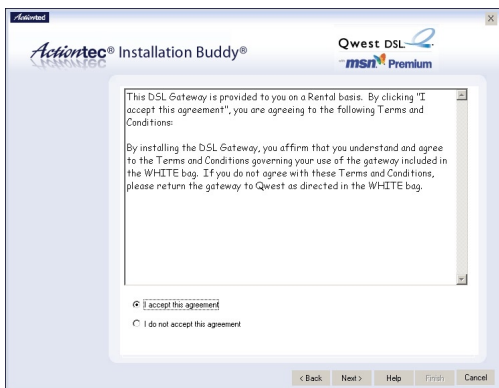 Actiontec
Actiontec® Installation Buddy®
Qwest DSL
msn Premium
This DSL Gateway is provided to you on a Rental basis. By clicking "I
accept this agreement", you are agreeing to the following Terms and
Conditions:
By installing the DSL Gateway, you affirm that you understand and agree
to the Terms and Conditions governing your use of the gateway included in
the WHITE bag. If you do not agree with these Terms and Conditions,
please return the gateway to Qwest as directed in the WHITE bag.
I accept this agreement
I do not accept this agreement
< Back Next > Help Finish Cancel